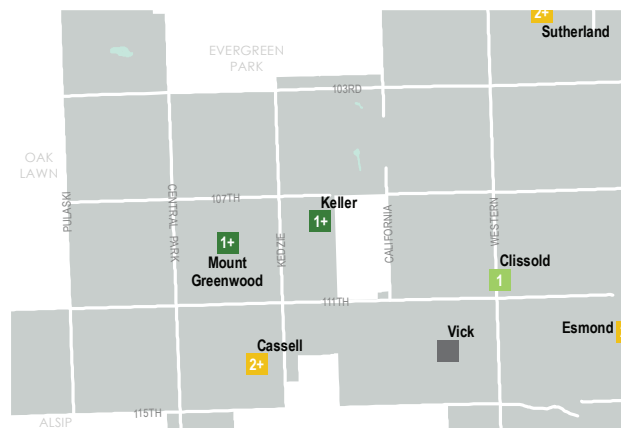 2+
Sutherland
EVERGREEN
PARK
103RD
OAK
LAWN
PULASKI
CENTRAL PARK
107TH
Keller
1+
KEDZIE
CALIFORNIA
WESTERN
1+
Mount
Greenwood
Clissold
1
111TH
Cassell
2+
Vick
Esmond
ALSIP
115TH